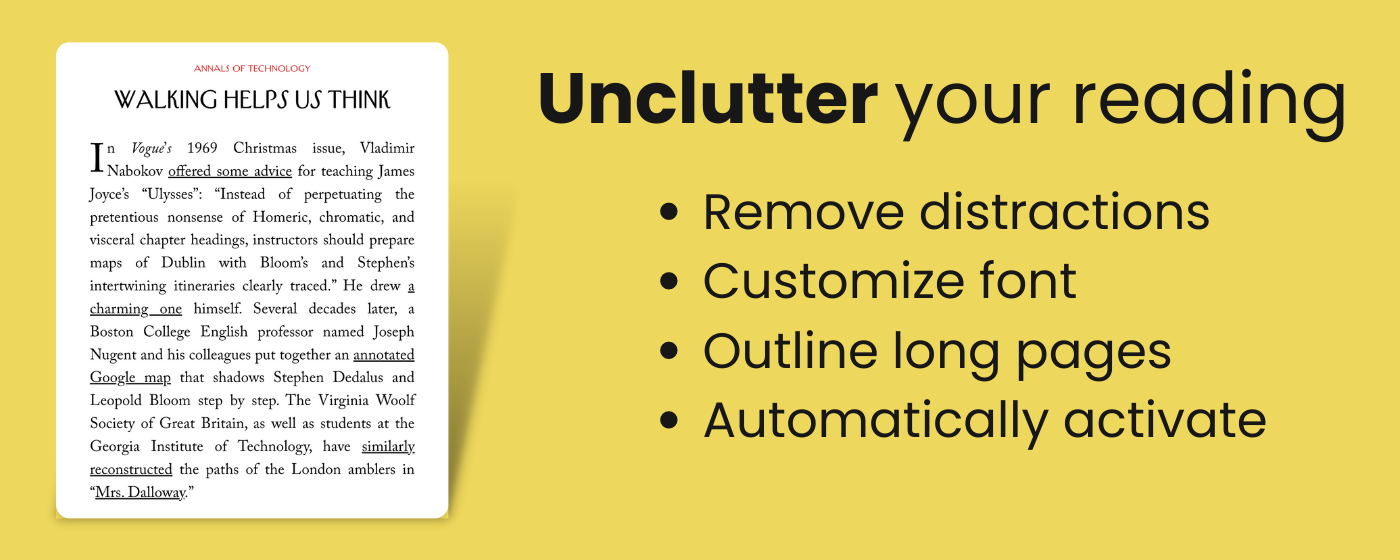 ANNALS OF TECHNOLOGY
WALKING HELPS US THINK
In Vogue's 1969 Christmas issue, Vladimir
Nabokov offered some advice for teaching James
Joyce's “Ulysses”: “Instead of perpetuating the
pretentious nonsense of Homeric, chromatic, and
visceral chapter headings, instructors should prepare
maps of Dublin with Bloom's and Stephen's
intertwining itineraries clearly traced.” He drew a
charming one himself. Several decades later, a
Boston College English professor named Joseph
Nugent and his colleagues put together an annotated
Google map that shadows Stephen Dedalus and
Leopold Bloom step by step. The Virginia Woolf
Society of Great Britain, as well as students at the
Georgia Institute of Technology, have similarly
reconstructed the paths of the London amblers in
“Mrs. Dalloway.”
Unclutter your reading
• Remove distractions
• Customize font
• Outline long pages
• Automatically activate